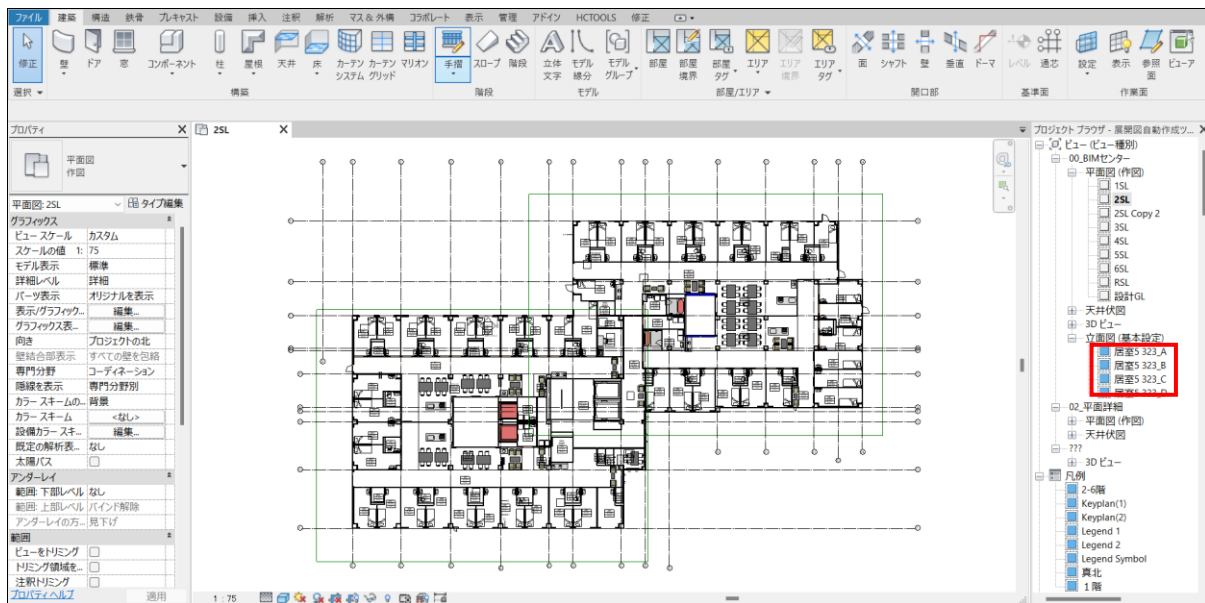 ファイル 建築 構造 鉄骨 プレキャスト 設備 挿入 注釈 解析 マス & 外構 コラボレート 表示 管理 アドイン HCTOOLS 修正
修正 壁 ドア 窓 コンポーネント 柱 屋根 天井 床 カーテン システム カーテン グリッド マリオン 手摺 スロープ 階段 立体 文字 モデル 線分 モデル グループ 部屋 部屋 境界 部屋 タグ エリア エリア 境界 エリア タグ 面 シャフト 壁 垂直 ドーマ レベル 通芯 設定 表示 参照 面 ビューア
選択 構築 階段 モデル 部屋/エリア 開口部 基準面 作業面
プロパティ X
平面図
作図
平面図: 2SL タイプ編集
グラフィックス
ビュー スケール カスタム
スケールの値 1: 75
モデル表示 標準
詳細レベル 詳細
パーツ表示 オリジナルを表示
表示/グラフィック... 編集...
グラフィックス表... 編集...
向き プロジェクトの北
壁結合部表示 すべての壁を包絡
専門分野 コーディネーション
隠線を表示 専門分野別
カラー スキームの... 背景
カラー スキーム <なし>
設備カラー スキ... 編集...
既定の解析表... なし
太陽パス
アンダーレイ
範囲: 下部レベル なし
範囲: 上部レベル バインド解除
アンダーレイの方... 見下げ
範囲
ビューをトリミング
トリミング領域を...
注釈トリミング
プロパティ ヘルプ 適用
2SL X
1 : 75
プロジェクト ブラウザ - 展開図自動作成ツ... X
ビュー (ビュー種別)
00_BIMセンター
平面図 (作図)
1SL
2SL
2SL Copy 2
3SL
4SL
5SL
6SL
RSL
設計GL
天井伏図
3D ビュー
立面図 (基本設定)
居室5 323_A
居室5 323_B
居室5 323_C
居室5 323_D
02_平面詳細
平面図 (作図)
天井伏図
???
3D ビュー
凡例
2-6階
Keyplan(1)
Keyplan(2)
Legend 1
Legend 2
Legend Symbol
真北
1 階